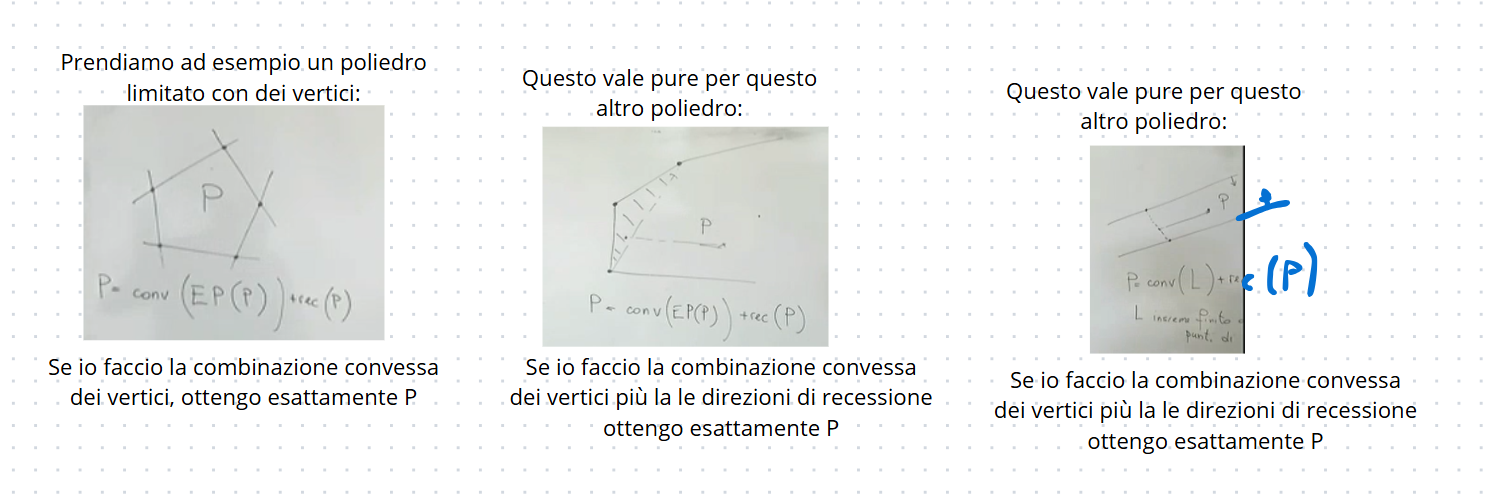 Prendiamo ad esempio un poliedro
limitato con dei vertici:
P
P= conv (EP(P)) +rec (P)
Se io faccio la combinazione convessa
dei vertici, ottengo esattamente P
Questo vale pure per questo
altro poliedro:
P
P= conv(EP(P)) +rec (P)
Se io faccio la combinazione convessa
dei vertici più la le direzioni di recessione
ottengo esattamente P
Questo vale pure per questo
altro poliedro:
P
P= conv(L) + rec (P)
L insieme finito
punti di
Se io faccio la combinazione convessa
dei vertici più la le direzioni di recessione
ottengo esattamente P